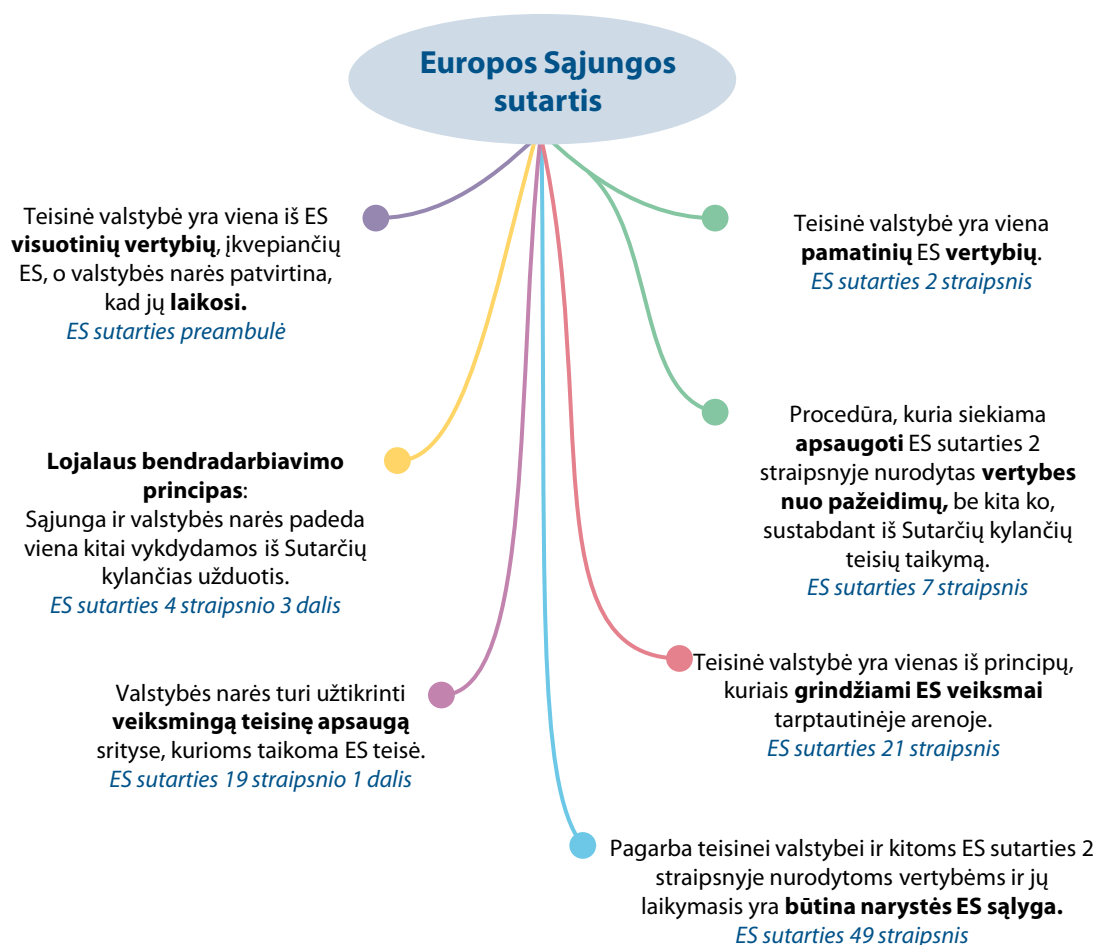 Europos Sąjungos
sutartis
Teisinė valstybė yra viena iš ES
visuotinių vertybių, įkvepiančių
ES, o valstybės narės patvirtina,
kad jų laikosi.
ES sutarties preambulė
Teisinė valstybė yra viena
pamatinių ES vertybių.
ES sutarties 2 straipsnis
Lojalaus bendradarbiavimo
principas:
Sąjunga ir valstybės narės padeda
viena kitai vykdydamos iš Sutarčių
kylančias užduotis.
ES sutarties 4 straipsnio 3 dalis
Procedūra, kuria siekiama
apsaugoti ES sutarties 2
straipsnyje nurodytas vertybes
nuo pažeidimų, be kita ko,
sustabdant iš Sutarčių kylančių
teisių taikymą.
ES sutarties 7 straipsnis
Valstybės narės turi užtikrinti
veiksmingą teisinę apsaugą
srityse, kurioms taikoma ES teisė.
ES sutarties 19 straipsnio 1 dalis
Teisinė valstybė yra vienas iš principų,
kuriais grindžiami ES veiksmai
tarptautinėje arenoje.
ES sutarties 21 straipsnis
Pagarba teisinei valstybei ir kitoms ES sutarties 2
straipsnyje nurodytoms vertybėms ir jų
laikymasis yra būtina narystės ES sąlyga.
ES sutarties 49 straipsnis